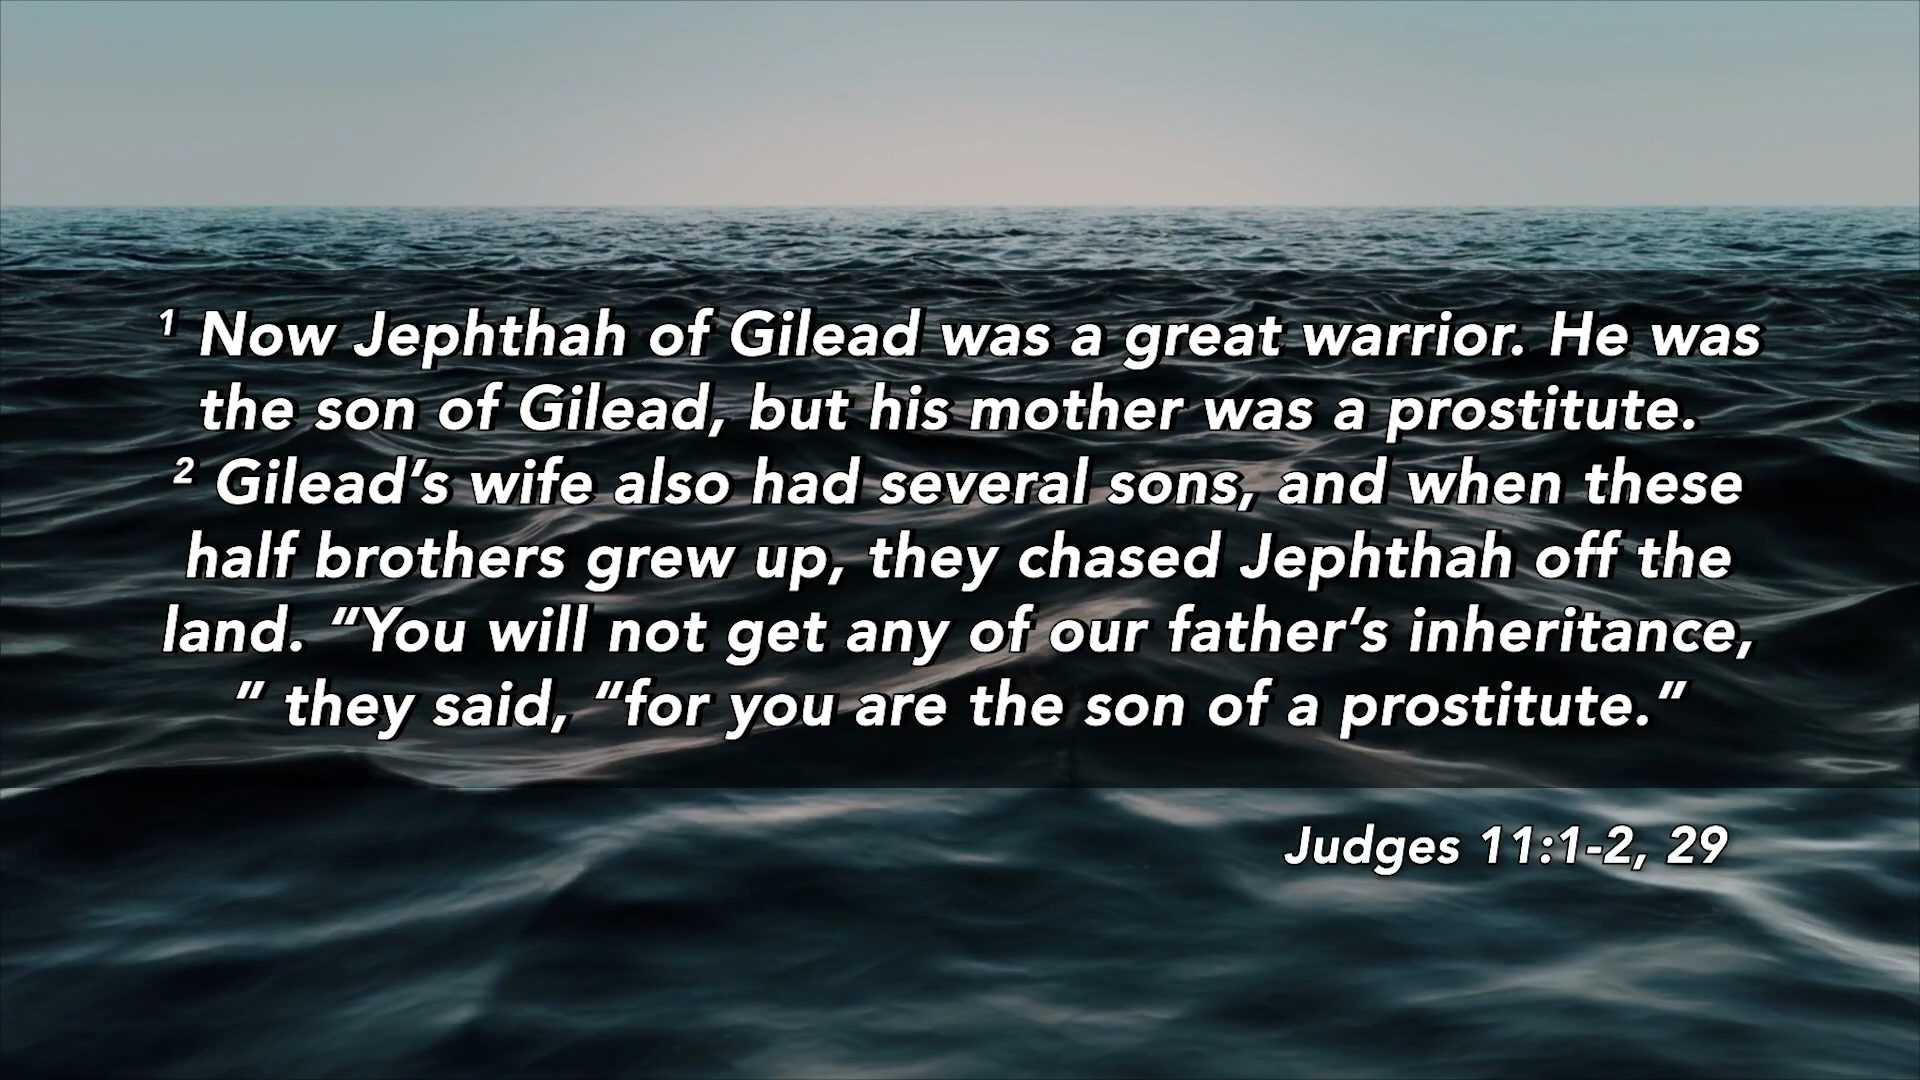 ¹ Now Jephthah of Gilead was a great warrior. He was
the son of Gilead, but his mother was a prostitute.
² Gilead’s wife also had several sons, and when these
half brothers grew up, they chased Jephthah off the
land. “You will not get any of our father’s inheritance,
” they said, “for you are the son of a prostitute.”
Judges 11:1-2, 29